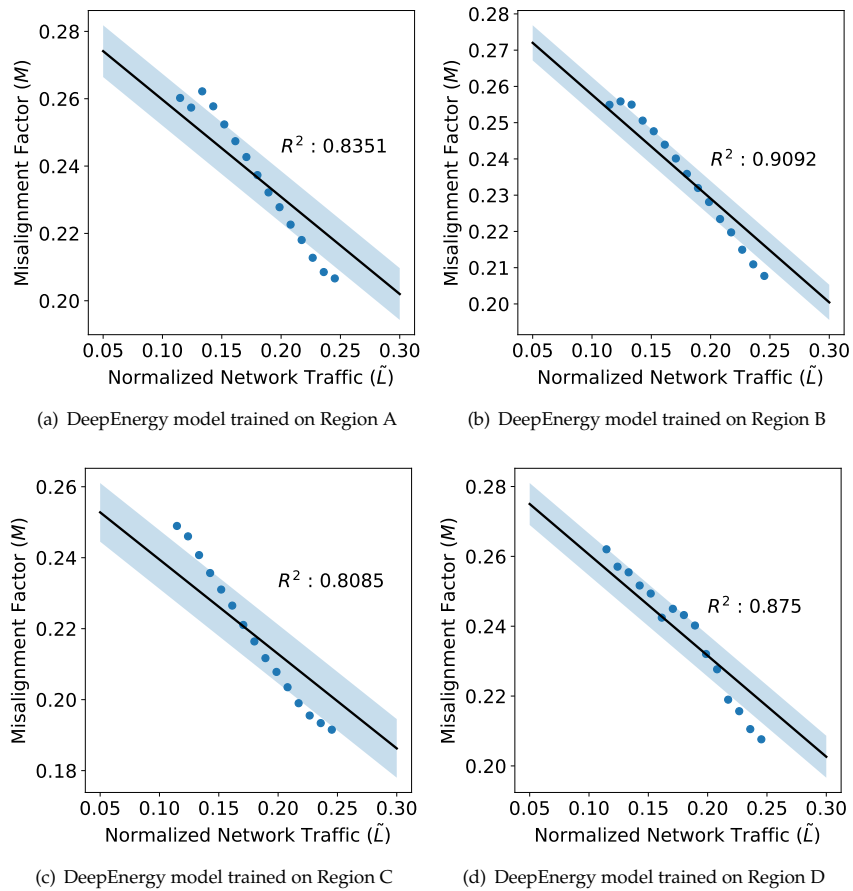 0.28
0.26
0.24
0.22
0.20
Misalignment Factor (M)
R² : 0.8351
0.05 0.10 0.15 0.20 0.25 0.30
Normalized Network Traffic (L̃)
(a) DeepEnergy model trained on Region A
0.28
0.27
0.26
0.25
0.24
0.23
0.22
0.21
0.20
Misalignment Factor (M)
R² : 0.9092
0.05 0.10 0.15 0.20 0.25 0.30
Normalized Network Traffic (L̃)
(b) DeepEnergy model trained on Region B
0.26
0.24
0.22
0.20
0.18
Misalignment Factor (M)
R² : 0.8085
0.05 0.10 0.15 0.20 0.25 0.30
Normalized Network Traffic (L̃)
(c) DeepEnergy model trained on Region C
0.28
0.26
0.24
0.22
0.20
Misalignment Factor (M)
R² : 0.875
0.05 0.10 0.15 0.20 0.25 0.30
Normalized Network Traffic (L̃)
(d) DeepEnergy model trained on Region D